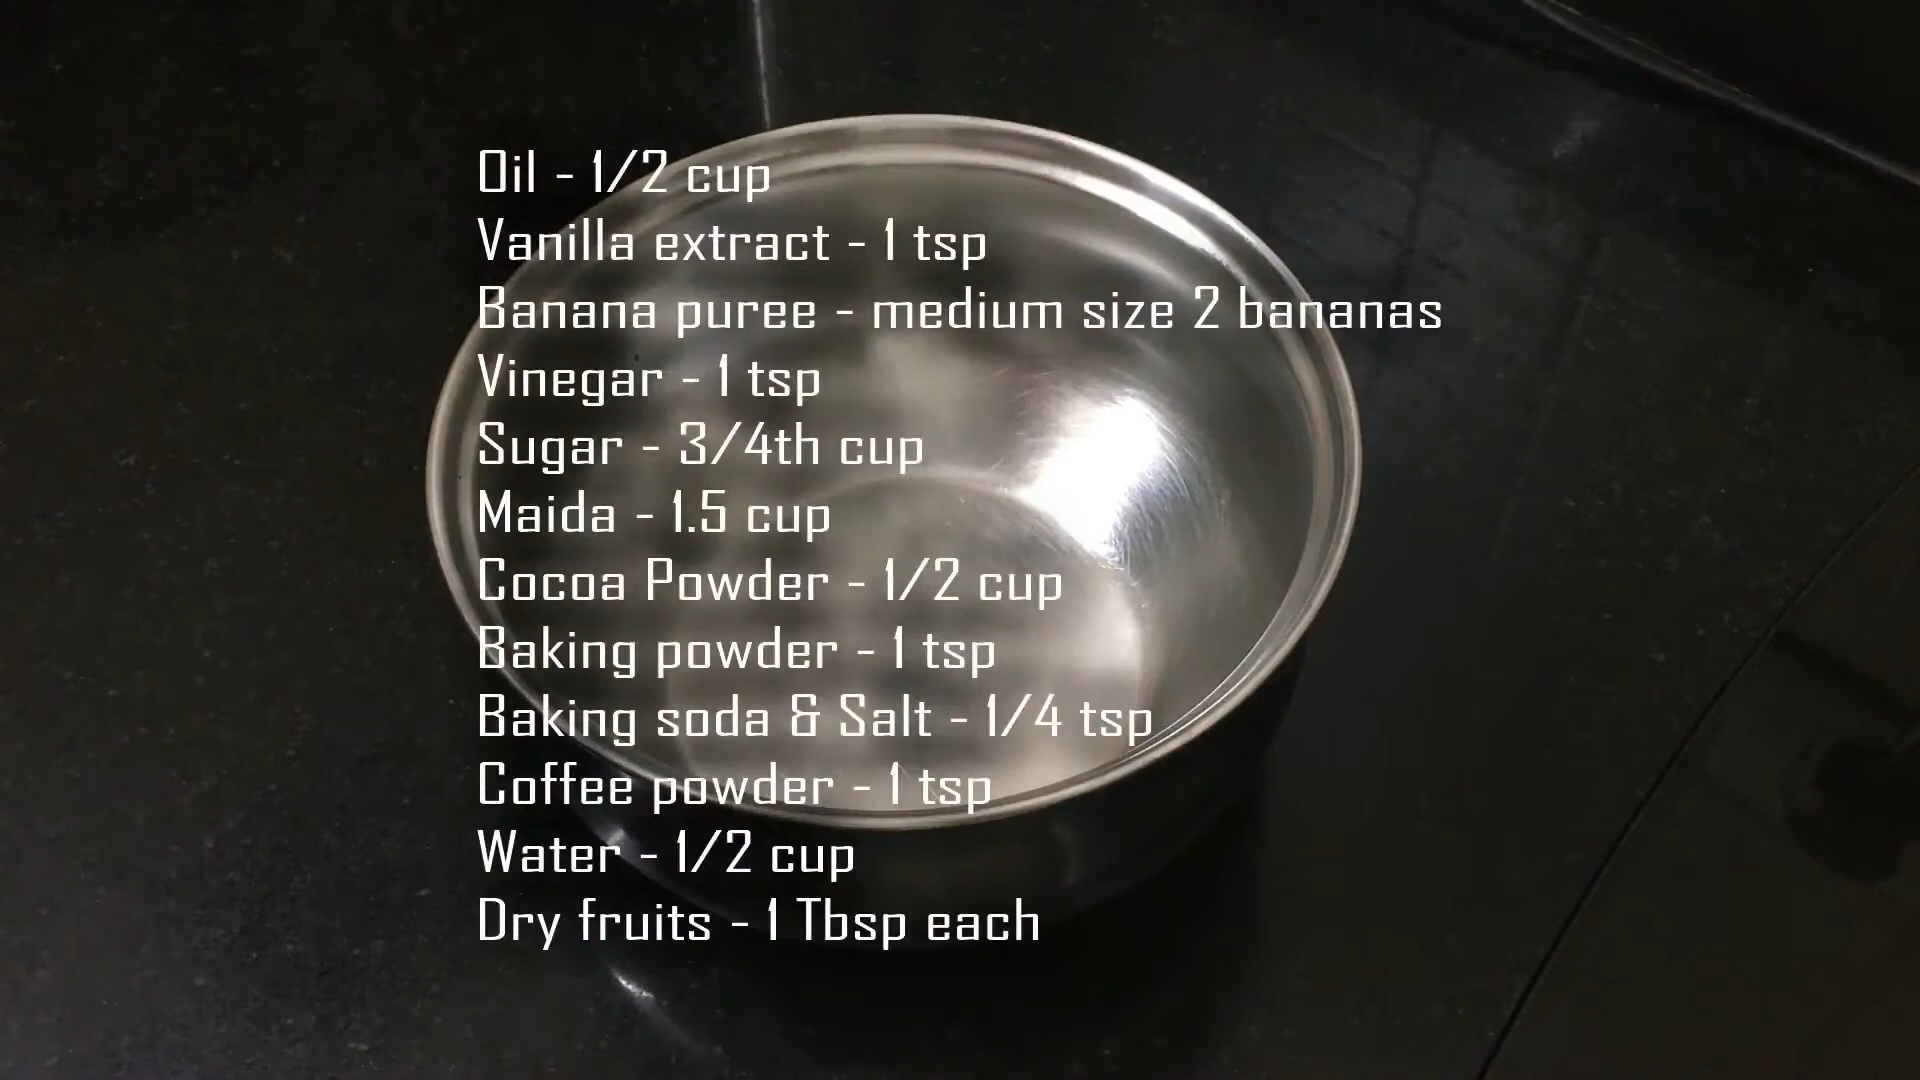 Oil - 1/2 cup
Vanilla extract - 1 tsp
Banana puree - medium size 2 bananas
Vinegar - 1 tsp
Sugar - 3/4th cup
Maida - 1.5 cup
Cocoa Powder - 1/2 cup
Baking powder - 1 tsp
Baking soda & Salt - 1/4 tsp
Coffee powder - 1 tsp
Water - 1/2 cup
Dry fruits - 1 Tbsp each